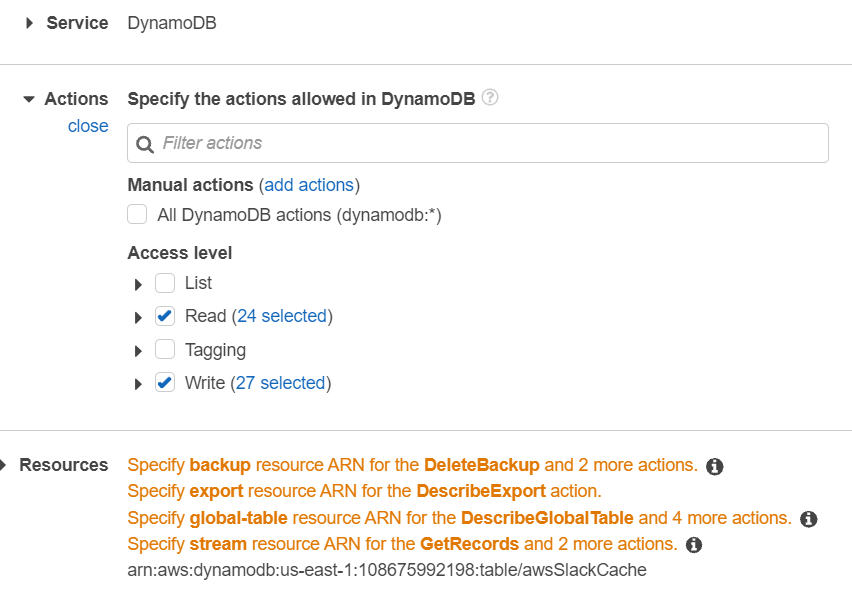 Service DynamoDB
Actions Specify the actions allowed in DynamoDB ?
close
Filter actions
Manual actions (add actions)
All DynamoDB actions (dynamodb:*)
Access level
List
Read (24 selected)
Tagging
Write (27 selected)
Resources Specify backup resource ARN for the DeleteBackup and 2 more actions. i
Specify export resource ARN for the DescribeExport action.
Specify global-table resource ARN for the DescribeGlobalTable and 4 more actions. i
Specify stream resource ARN for the GetRecords and 2 more actions. i
arn:aws:dynamodb:us-east-1:108675992198:table/awsSlackCache